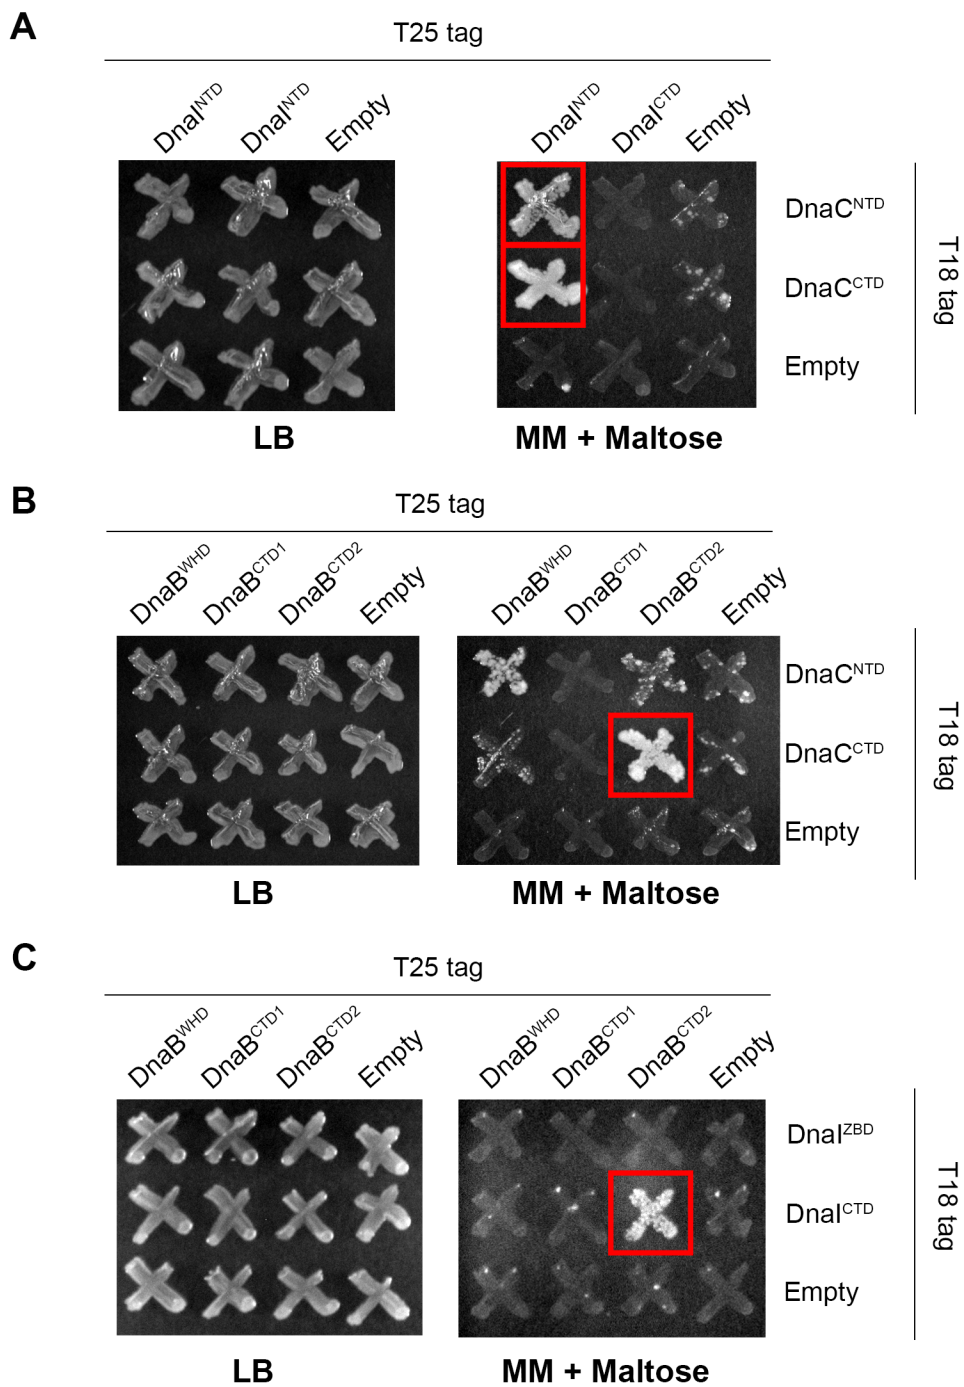 A
T25 tag
DnaI^NTD DnaI^NTD Empty
DnaI^NTD DnaI^CTD Empty
DnaC^NTD
DnaC^CTD
Empty
T18 tag
LB
MM + Maltose
B
T25 tag
DnaB^WHD DnaB^CTD1 DnaB^CTD2 Empty
DnaB^WHD DnaB^CTD1 DnaB^CTD2 Empty
DnaC^NTD
DnaC^CTD
Empty
T18 tag
LB
MM + Maltose
C
T25 tag
DnaB^WHD DnaB^CTD1 DnaB^CTD2 Empty
DnaB^WHD DnaB^CTD1 DnaB^CTD2 Empty
DnaI^ZBD
DnaI^CTD
Empty
T18 tag
LB
MM + Maltose